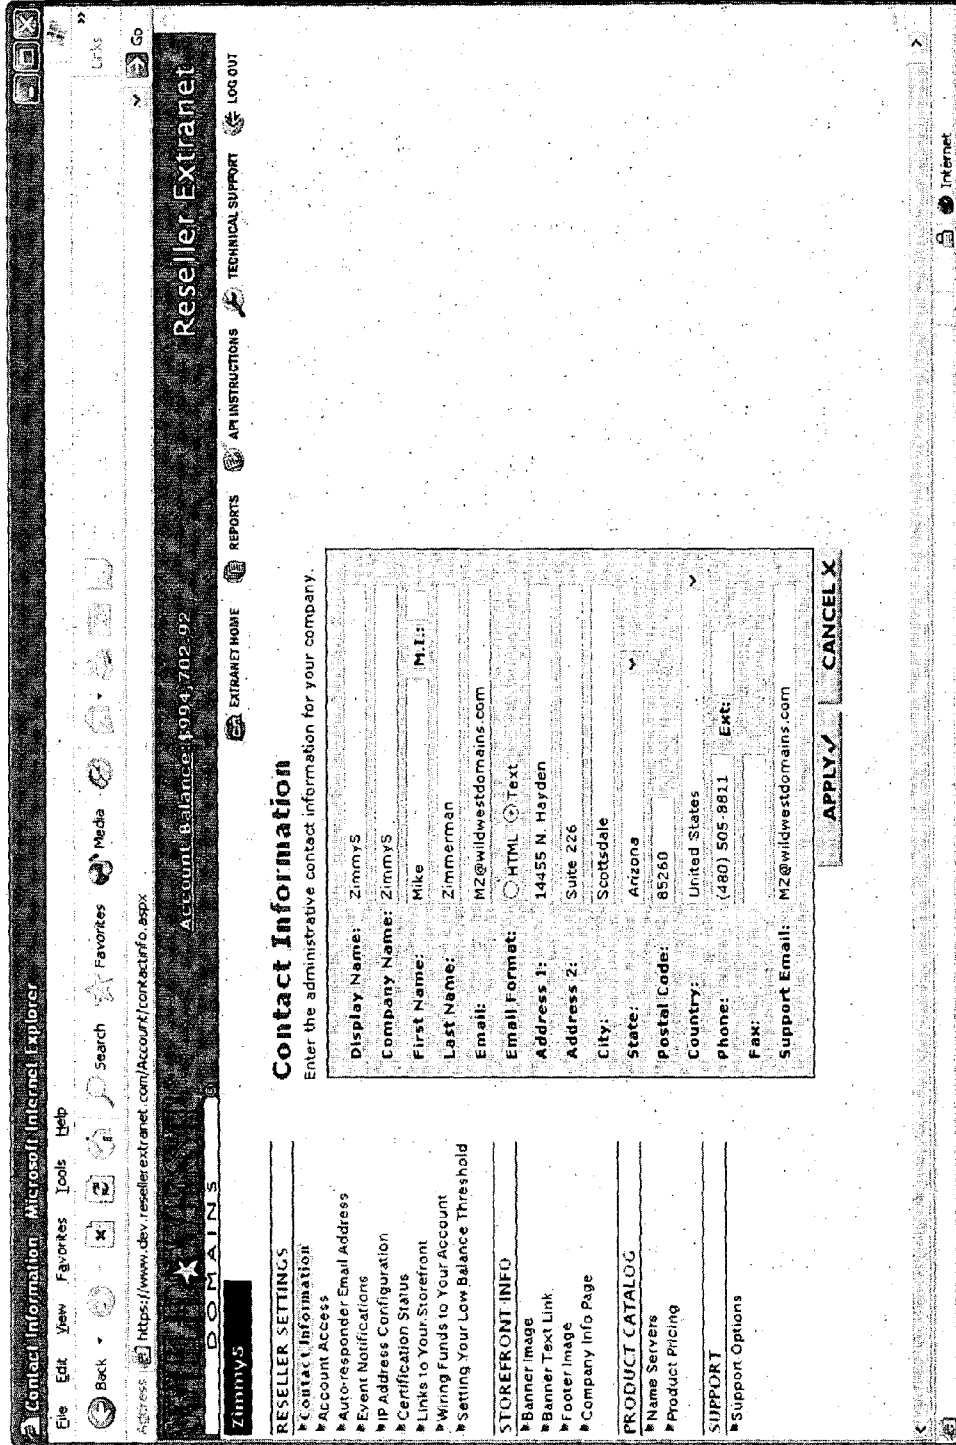 Contact Information - Microsoft Internet Explorer
File Edit View Favorites Tools Help
Back Search Favorites Media Links »
Address https://www.dev.resellerextranet.com/Account/contactinfo.aspx Go
Account Balance: $994,702.92
Reseller Extranet
DOMAINS
ZimmyS
EXTRANET HOME REPORTS API INSTRUCTIONS TECHNICAL SUPPORT LOG OUT
RESELLER SETTINGS
Contact Information
Account Access
Auto-responder Email Address
Event Notifications
IP Address Configuration
Certification Status
Links to Your Storefront
Wiring Funds to Your Account
Setting Your Low Balance Threshold
STOREFRONT INFO
Banner Image
Banner Text Link
Footer Image
Company Info Page
PRODUCT CATALOG
Name Servers
Product Pricing
SUPPORT
Support Options
Contact Information
Enter the administrative contact information for your company.
Display Name: ZimmyS
Company Name: ZimmyS
First Name: Mike M.I.:
Last Name: Zimmerman
Email: MZ@wildwestdomains.com
Email Format: HTML Text
Address 1: 14455 N. Hayden
Address 2: Suite 226
City: Scottsdale
State: Arizona
Postal Code: 85260
Country: United States
Phone: (480) 505-8811 Ext:
Fax:
Support Email: MZ@wildwestdomains.com
APPLY CANCEL X
Internet